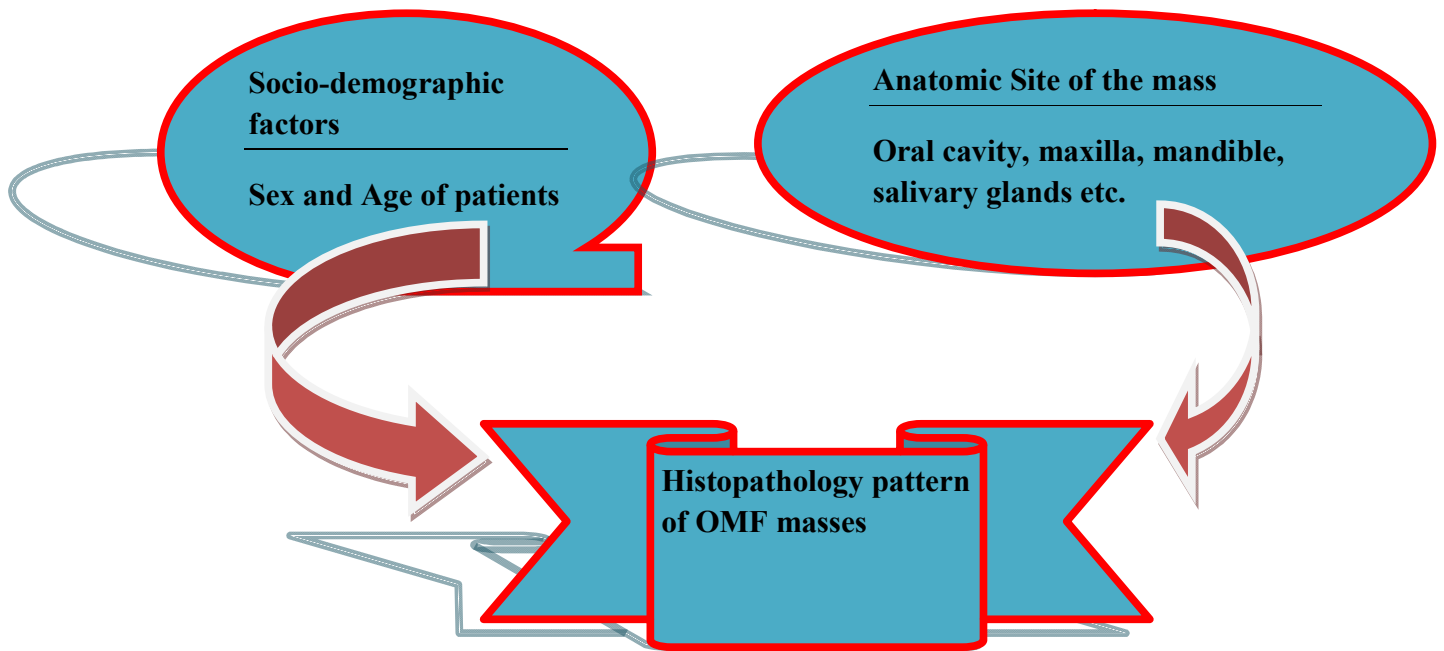 Socio-demographic
factors
Sex and Age of patients
Anatomic Site of the mass
Oral cavity, maxilla, mandible,
salivary glands etc.
Histopathology pattern
of OMF masses